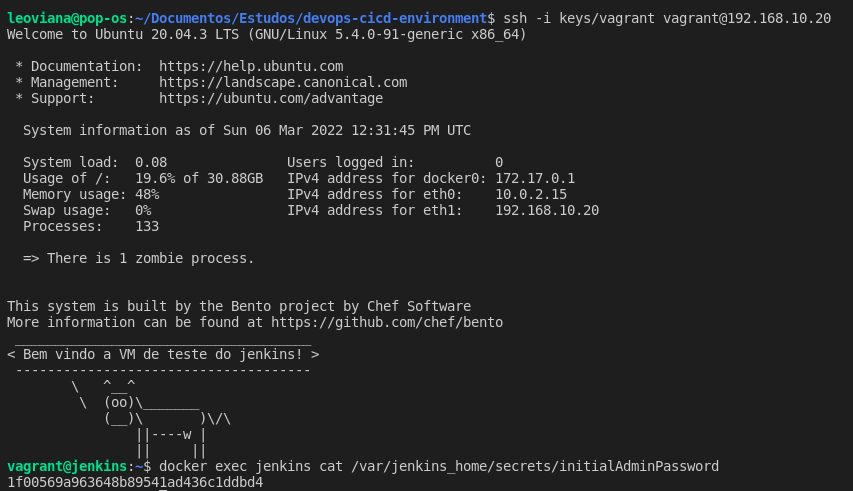 leoviana@pop-os:~/Documentos/Estudos/devops-cicd-environment$ ssh -i keys/vagrant vagrant@192.168.10.20
Welcome to Ubuntu 20.04.3 LTS (GNU/Linux 5.4.0-91-generic x86_64)

 * Documentation:  https://help.ubuntu.com
 * Management:     https://landscape.canonical.com
 * Support:        https://ubuntu.com/advantage

  System information as of Sun 06 Mar 2022 12:31:45 PM UTC

  System load:  0.08               Users logged in:          0
  Usage of /:   19.6% of 30.88GB   IPv4 address for docker0: 172.17.0.1
  Memory usage: 48%                IPv4 address for eth0:    10.0.2.15
  Swap usage:   0%                 IPv4 address for eth1:    192.168.10.20
  Processes:    133

  => There is 1 zombie process.


This system is built by the Bento project by Chef Software
More information can be found at https://github.com/chef/bento
 _____________________________________
< Bem vindo a VM de teste do jenkins! >
 -------------------------------------
        \   ^__^
         \  (oo)\_______
            (__)\       )\/\
                ||----w |
                ||     ||
vagrant@jenkins:~$ docker exec jenkins cat /var/jenkins_home/secrets/initialAdminPassword
1f00569a963648b89541ad436c1ddbd4